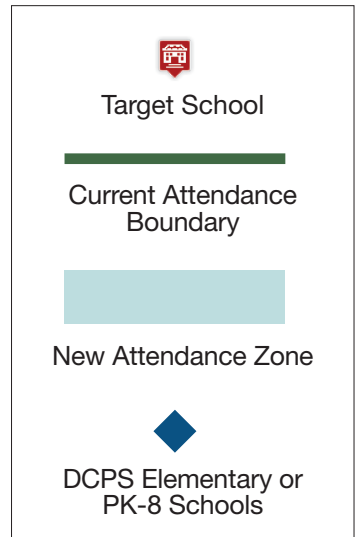 Target School
Current Attendance
Boundary
New Attendance Zone
DCPS Elementary or
PK-8 Schools